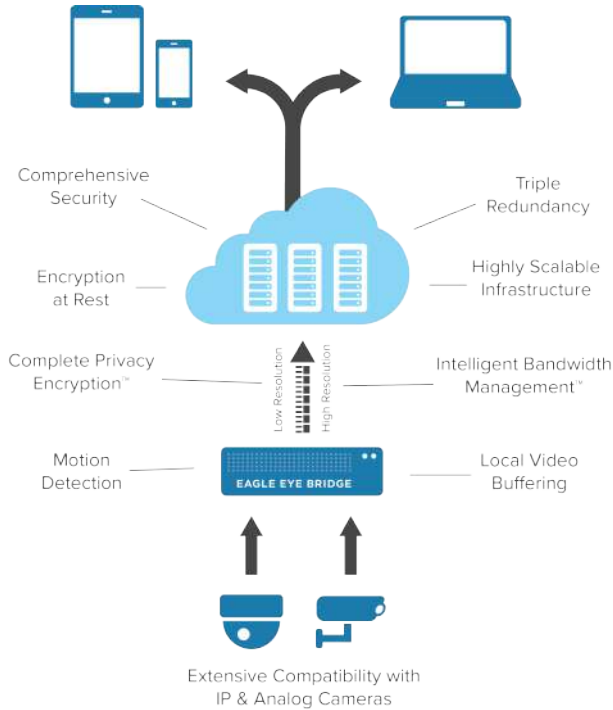 Comprehensive
Security
Triple
Redundancy
Encryption
at Rest
Highly Scalable
Infrastructure
Complete Privacy
Encryption™
Low Resolution
High Resolution
Intelligent Bandwidth
Management™
Motion
Detection
EAGLE EYE BRIDGE
Local Video
Buffering
Extensive Compatibility with
IP & Analog Cameras